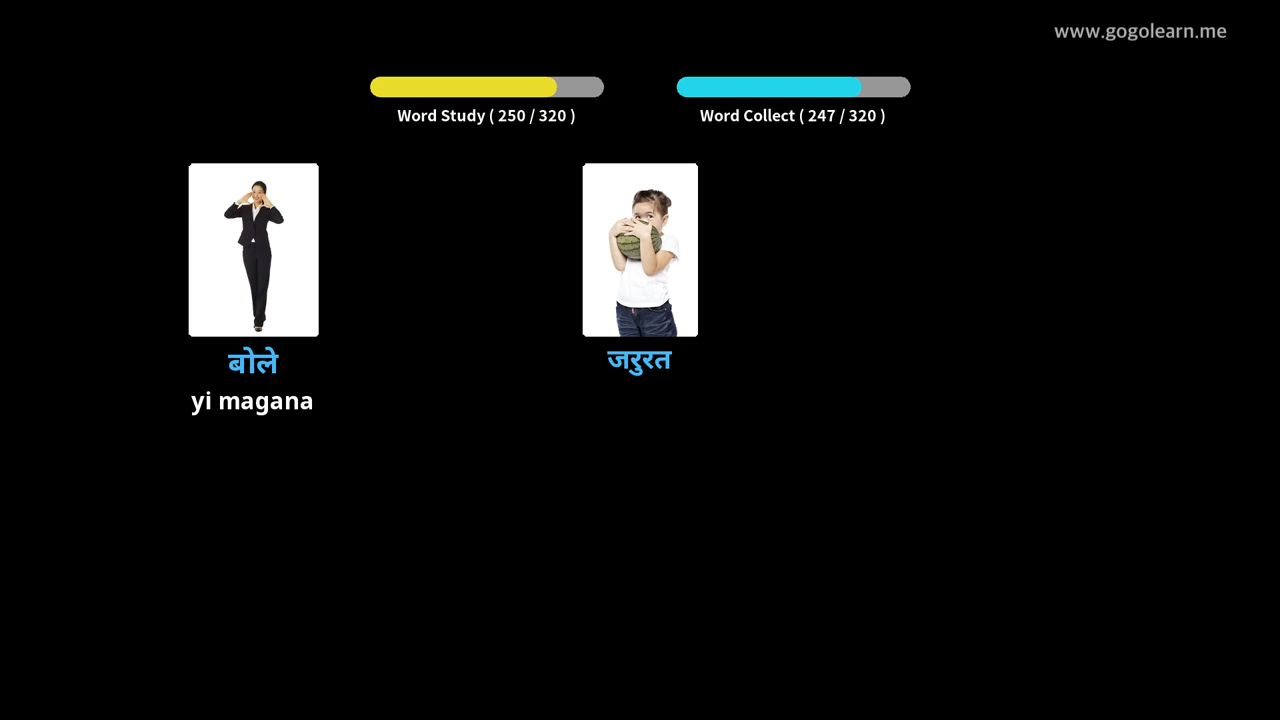 www.gogolearn.me
Word Study ( 250 / 320 )
Word Collect ( 247 / 320 )
बोले
yi magana
जरुरत